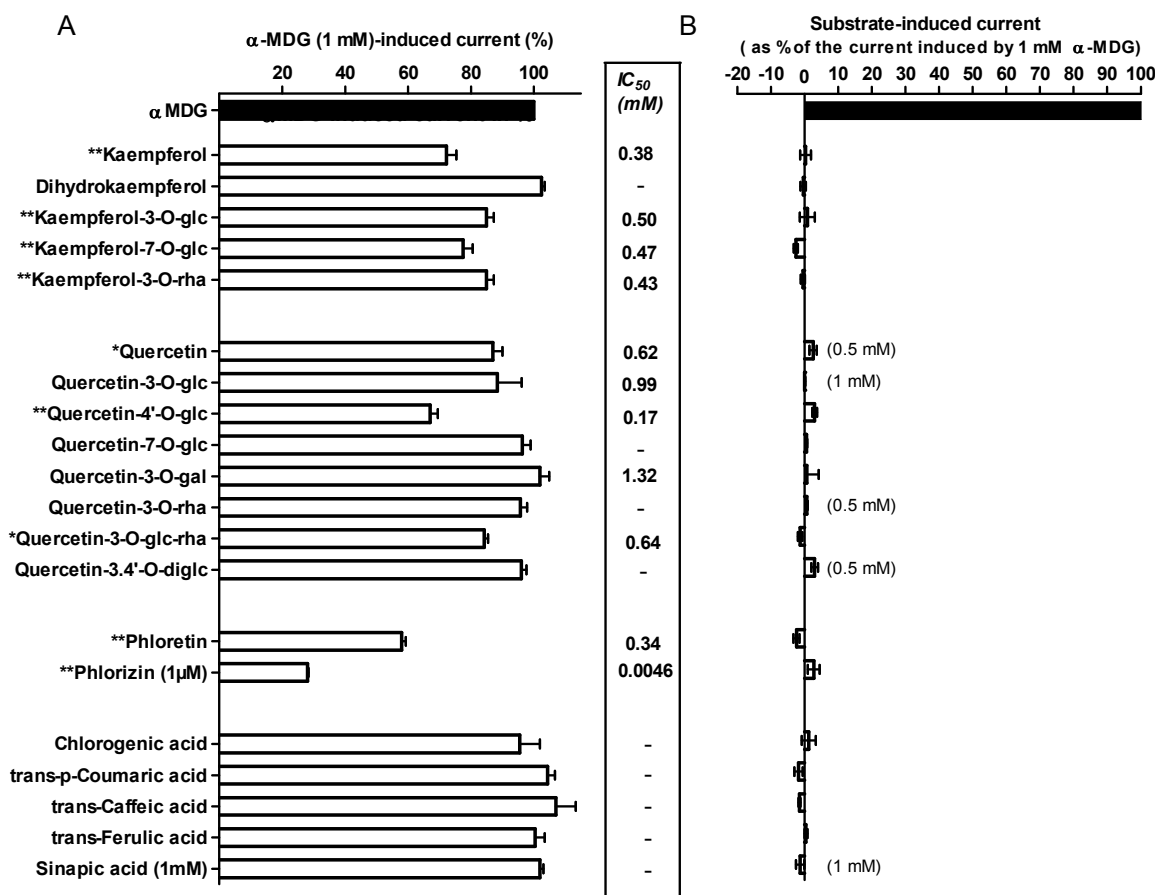 A
α-MDG (1 mM)-induced current (%)
20 40 60 80 100
B
Substrate-induced current
( as % of the current induced by 1 mM α-MDG)
-20 -10 0 10 20 30 40 50 60 70 80 90 100
IC50
(mM)
α MDG
**Kaempferol 0.38
Dihydrokaempferol -
**Kaempferol-3-O-glc 0.50
**Kaempferol-7-O-glc 0.47
**Kaempferol-3-O-rha 0.43
*Quercetin 0.62 (0.5 mM)
Quercetin-3-O-glc 0.99 (1 mM)
**Quercetin-4'-O-glc 0.17
Quercetin-7-O-glc -
Quercetin-3-O-gal 1.32
Quercetin-3-O-rha - (0.5 mM)
*Quercetin-3-O-glc-rha 0.64
Quercetin-3.4'-O-diglc - (0.5 mM)
**Phloretin 0.34
**Phlorizin (1µM) 0.0046
Chlorogenic acid -
trans-p-Coumaric acid -
trans-Caffeic acid -
trans-Ferulic acid -
Sinapic acid (1mM) - (1 mM)